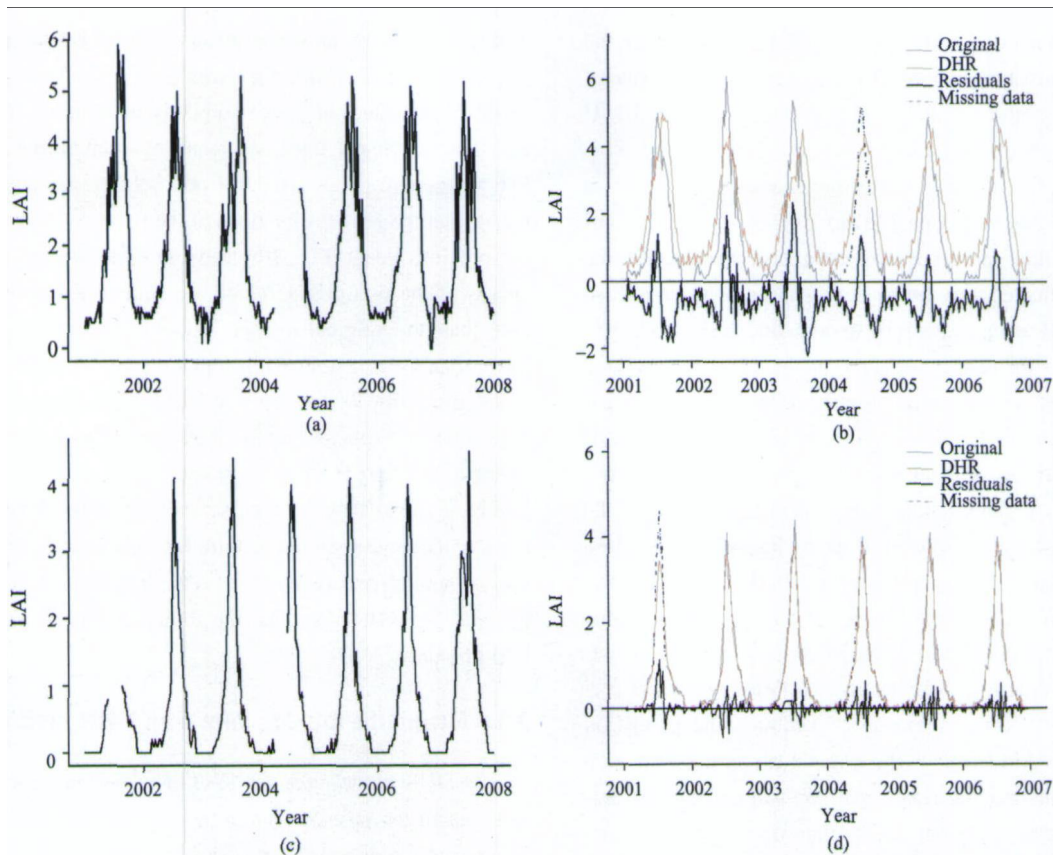 6
5
4
3
2
1
0
LAI
2002
2004
2006
2008
Year
(a)
Original
DHR
Residuals
Missing data
6
4
2
0
−2
LAI
2001
2002
2003
2004
2005
2006
2007
Year
(b)
4
3
2
1
0
LAI
2002
2004
2006
2008
Year
(c)
Original
DHR
Residuals
Missing data
6
4
2
0
LAI
2001
2002
2003
2004
2005
2006
2007
Year
(d)